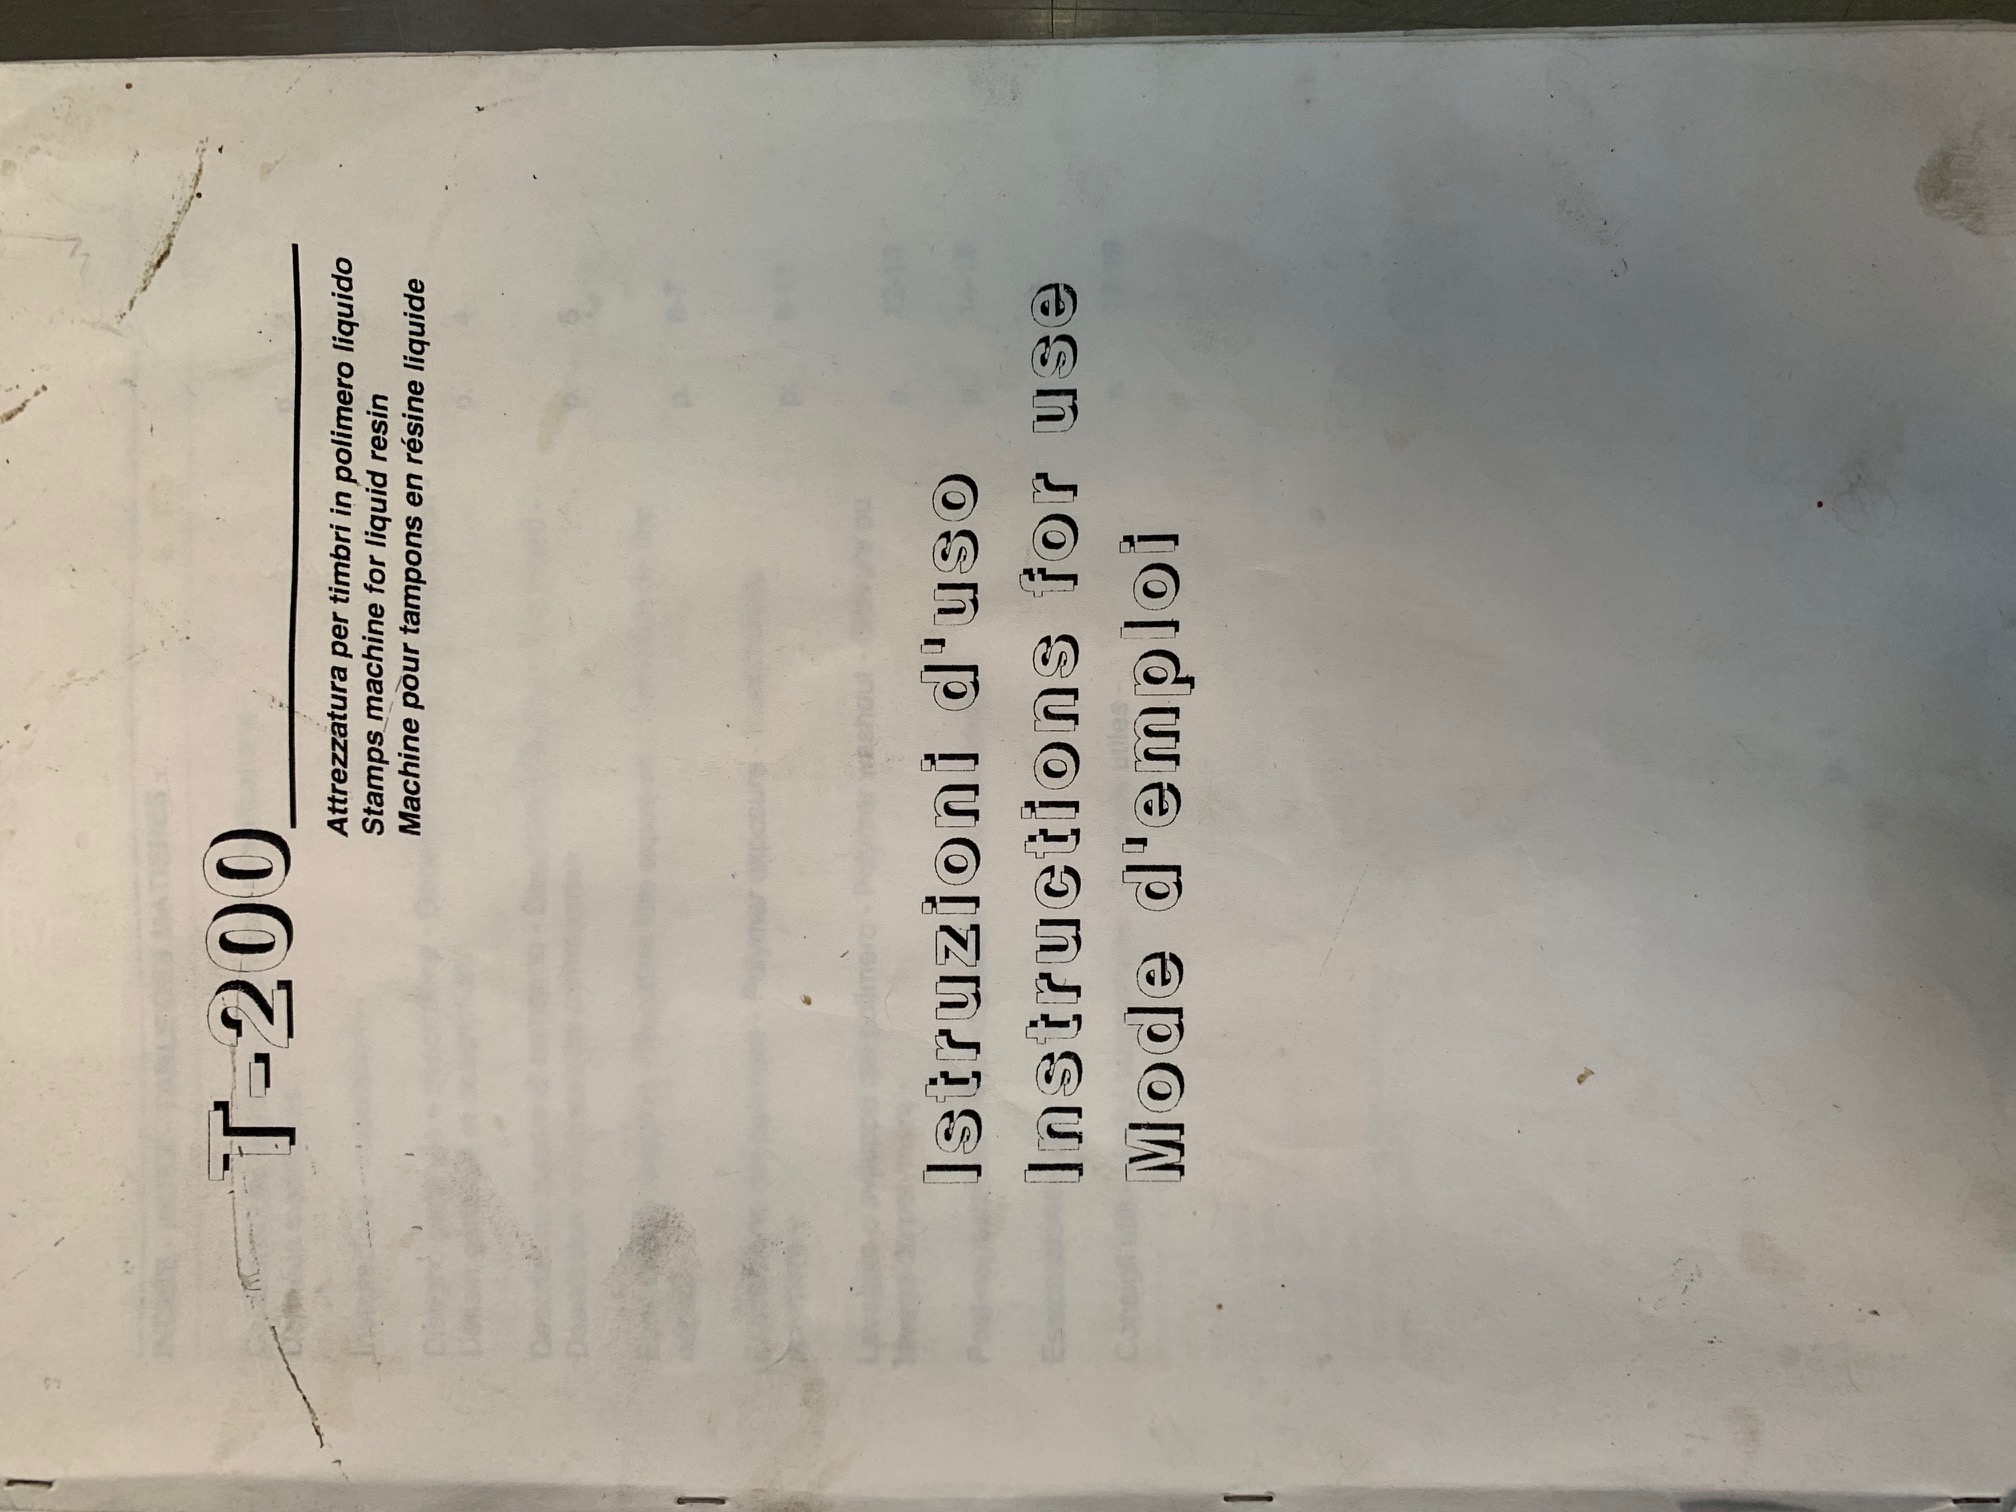 T-200
Attrezzatura per timbri in polimero liquido
Stamps machine for liquid resin
Machine pour tampons en résine liquide
Istruzioni d'uso
Instructions for use
Mode d'emploi